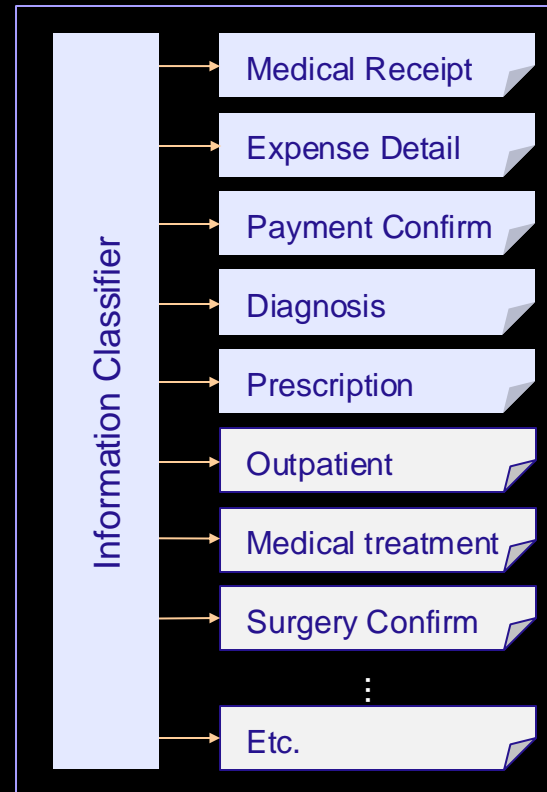 Information Classifier
Medical Receipt
Expense Detail
Payment Confirm
Diagnosis
Prescription
Outpatient
Medical treatment
Surgery Confirm
⋮
Etc.